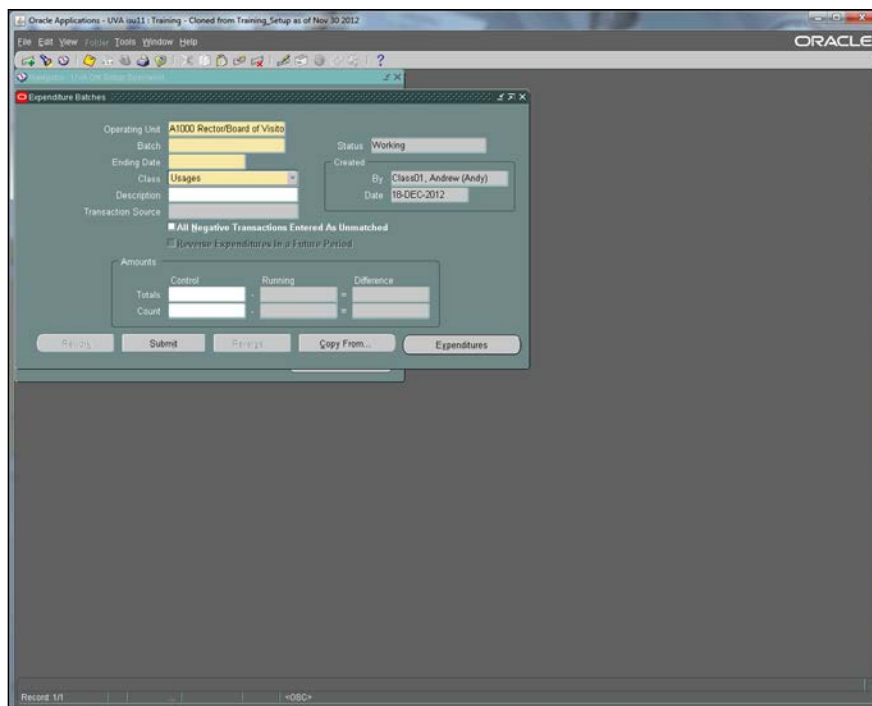 Oracle Applications - UVA isu11 : Training - Cloned from Training_Setup as of Nov 30 2012
File Edit View Folder Tools Window Help
ORACLE
Expenditure Batches
Operating Unit A1000 Rector/Board of Visito
Batch Status Working
Ending Date Created
Class Usages By Class01, Andrew (Andy)
Description Date 18-DEC-2012
Transaction Source
All Negative Transactions Entered As Unmatched
Reverse Expenditures In a Future Period
Amounts
Control Running Difference
Totals - =
Count - =
Rework Submit Reverse Copy From... Expenditures
Record: 1/1 ... <OSC>